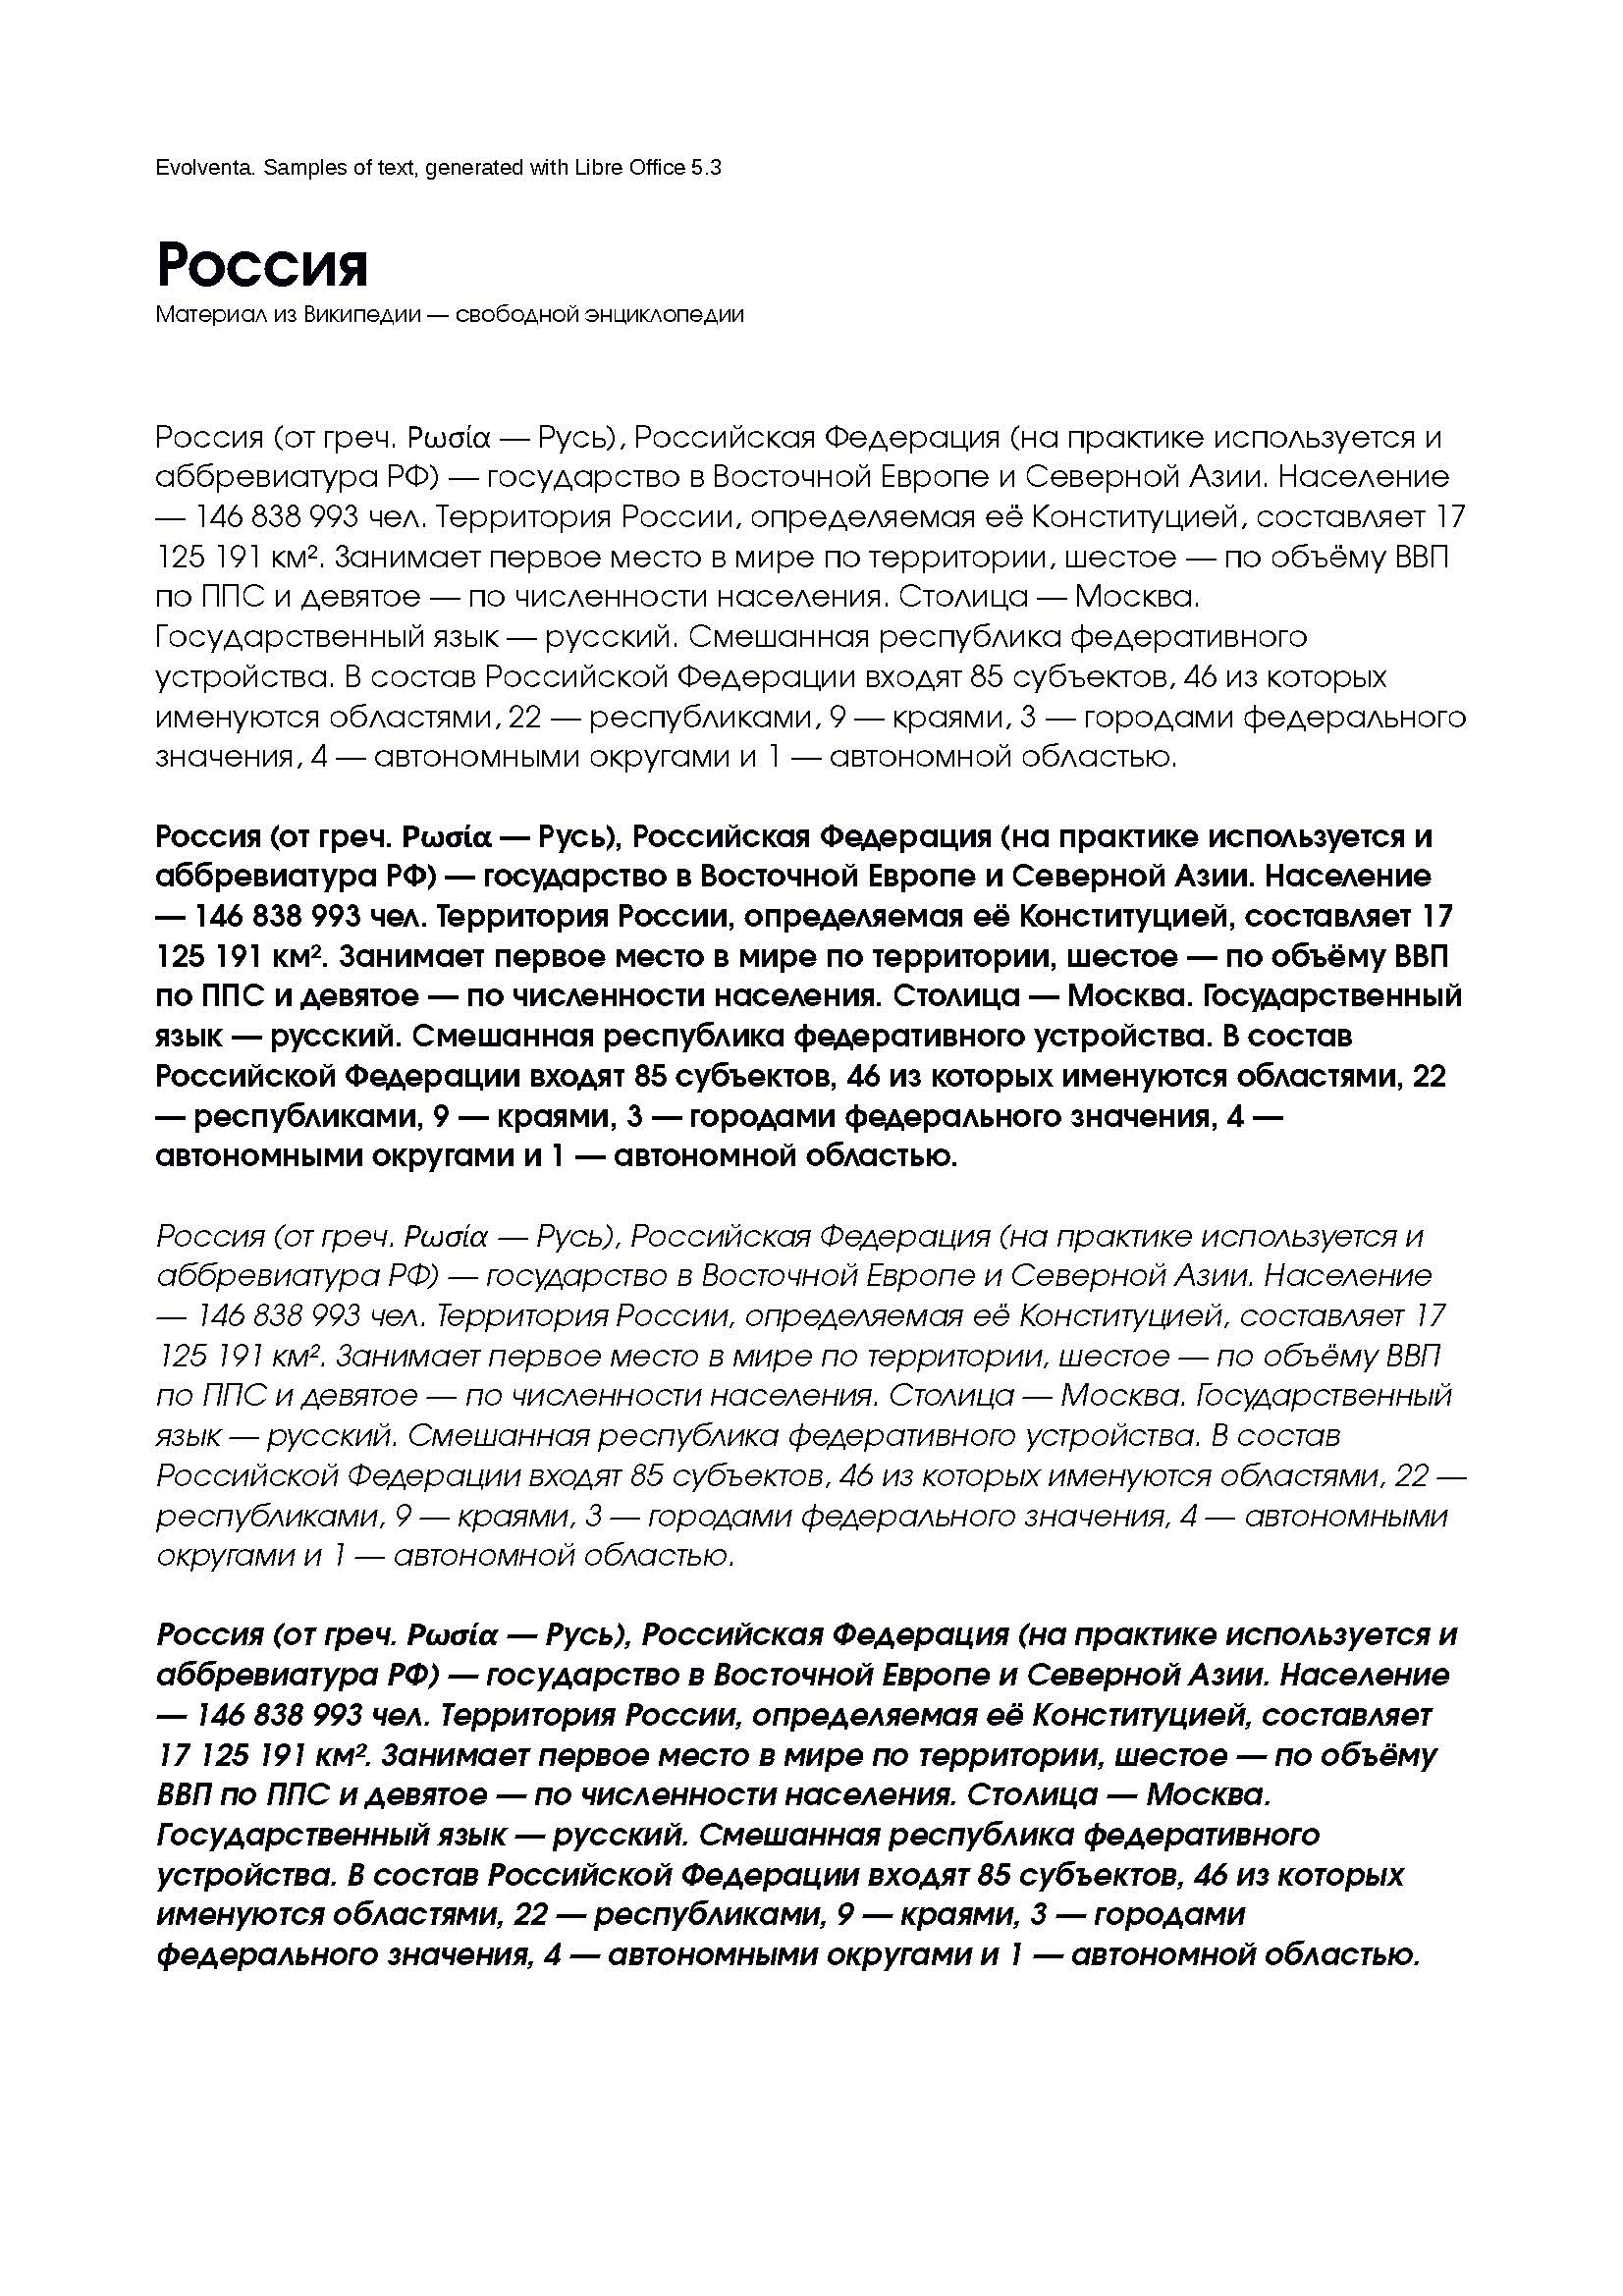 Evolventa. Samples of text, generated with Libre Office 5.3
Россия
Материал из Википедии — свободной энциклопедии
Россия (от греч. Ρωσία — Русь), Российская Федерация (на практике используется и
аббревиатура РФ) — государство в Восточной Европе и Северной Азии. Население
— 146 838 993 чел. Территория России, определяемая её Конституцией, составляет 17
125 191 км². Занимает первое место в мире по территории, шестое — по объёму ВВП
по ППС и девятое — по численности населения. Столица — Москва.
Государственный язык — русский. Смешанная республика федеративного
устройства. В состав Российской Федерации входят 85 субъектов, 46 из которых
именуются областями, 22 — республиками, 9 — краями, 3 — городами федерального
значения, 4 — автономными округами и 1 — автономной областью.
Россия (от греч. Ρωσία — Русь), Российская Федерация (на практике используется и
аббревиатура РФ) — государство в Восточной Европе и Северной Азии. Население
— 146 838 993 чел. Территория России, определяемая её Конституцией, составляет 17
125 191 км². Занимает первое место в мире по территории, шестое — по объёму ВВП
по ППС и девятое — по численности населения. Столица — Москва. Государственный
язык — русский. Смешанная республика федеративного устройства. В состав
Российской Федерации входят 85 субъектов, 46 из которых именуются областями, 22
— республиками, 9 — краями, 3 — городами федерального значения, 4 —
автономными округами и 1 — автономной областью.
Россия (от греч. Ρωσία — Русь), Российская Федерация (на практике используется и
аббревиатура РФ) — государство в Восточной Европе и Северной Азии. Население
— 146 838 993 чел. Территория России, определяемая её Конституцией, составляет 17
125 191 км². Занимает первое место в мире по территории, шестое — по объёму ВВП
по ППС и девятое — по численности населения. Столица — Москва. Государственный
язык — русский. Смешанная республика федеративного устройства. В состав
Российской Федерации входят 85 субъектов, 46 из которых именуются областями, 22 —
республиками, 9 — краями, 3 — городами федерального значения, 4 — автономными
округами и 1 — автономной областью.
Россия (от греч. Ρωσία — Русь), Российская Федерация (на практике используется и
аббревиатура РФ) — государство в Восточной Европе и Северной Азии. Население
— 146 838 993 чел. Территория России, определяемая её Конституцией, составляет
17 125 191 км². Занимает первое место в мире по территории, шестое — по объёму
ВВП по ППС и девятое — по численности населения. Столица — Москва.
Государственный язык — русский. Смешанная республика федеративного
устройства. В состав Российской Федерации входят 85 субъектов, 46 из которых
именуются областями, 22 — республиками, 9 — краями, 3 — городами
федерального значения, 4 — автономными округами и 1 — автономной областью.